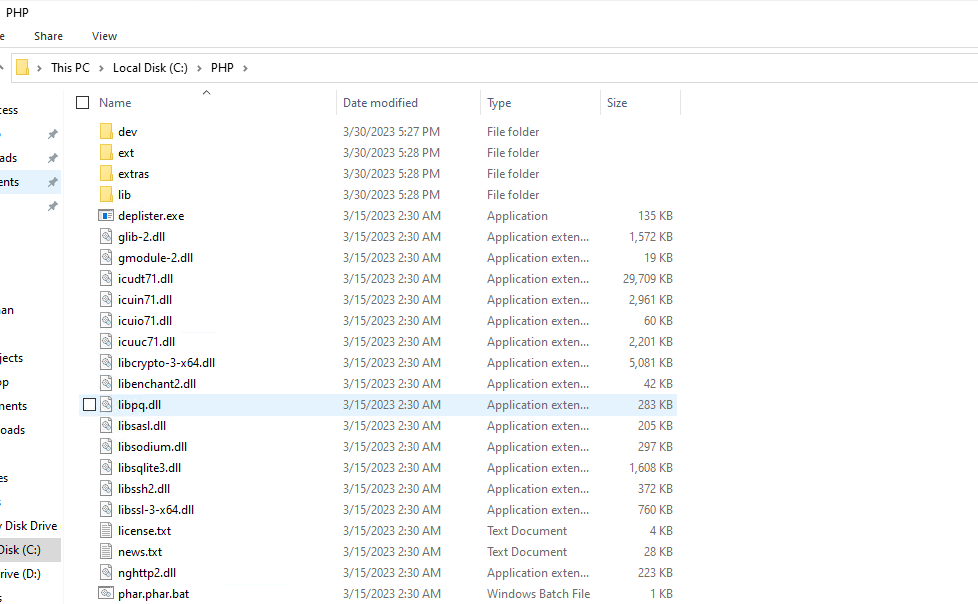 PHP
e Share View
This PC > Local Disk (C:) > PHP >
Name Date modified Type Size
cess
ads
ents
an
jects
op
ments
loads
es
s
y Disk Drive
Disk (C:)
rive (D:)
dev 3/30/2023 5:27 PM File folder
ext 3/30/2023 5:28 PM File folder
extras 3/30/2023 5:28 PM File folder
lib 3/30/2023 5:28 PM File folder
deplister.exe 3/15/2023 2:30 AM Application 135 KB
glib-2.dll 3/15/2023 2:30 AM Application exten... 1,572 KB
gmodule-2.dll 3/15/2023 2:30 AM Application exten... 19 KB
icudt71.dll 3/15/2023 2:30 AM Application exten... 29,709 KB
icuin71.dll 3/15/2023 2:30 AM Application exten... 2,961 KB
icuio71.dll 3/15/2023 2:30 AM Application exten... 60 KB
icuuc71.dll 3/15/2023 2:30 AM Application exten... 2,201 KB
libcrypto-3-x64.dll 3/15/2023 2:30 AM Application exten... 5,081 KB
libenchant2.dll 3/15/2023 2:30 AM Application exten... 42 KB
libpq.dll 3/15/2023 2:30 AM Application exten... 283 KB
libsasl.dll 3/15/2023 2:30 AM Application exten... 205 KB
libsodium.dll 3/15/2023 2:30 AM Application exten... 297 KB
libsqlite3.dll 3/15/2023 2:30 AM Application exten... 1,608 KB
libssh2.dll 3/15/2023 2:30 AM Application exten... 372 KB
libssl-3-x64.dll 3/15/2023 2:30 AM Application exten... 760 KB
license.txt 3/15/2023 2:30 AM Text Document 4 KB
news.txt 3/15/2023 2:30 AM Text Document 28 KB
nghttp2.dll 3/15/2023 2:30 AM Application exten... 223 KB
phar.phar.bat 3/15/2023 2:30 AM Windows Batch File 1 KB